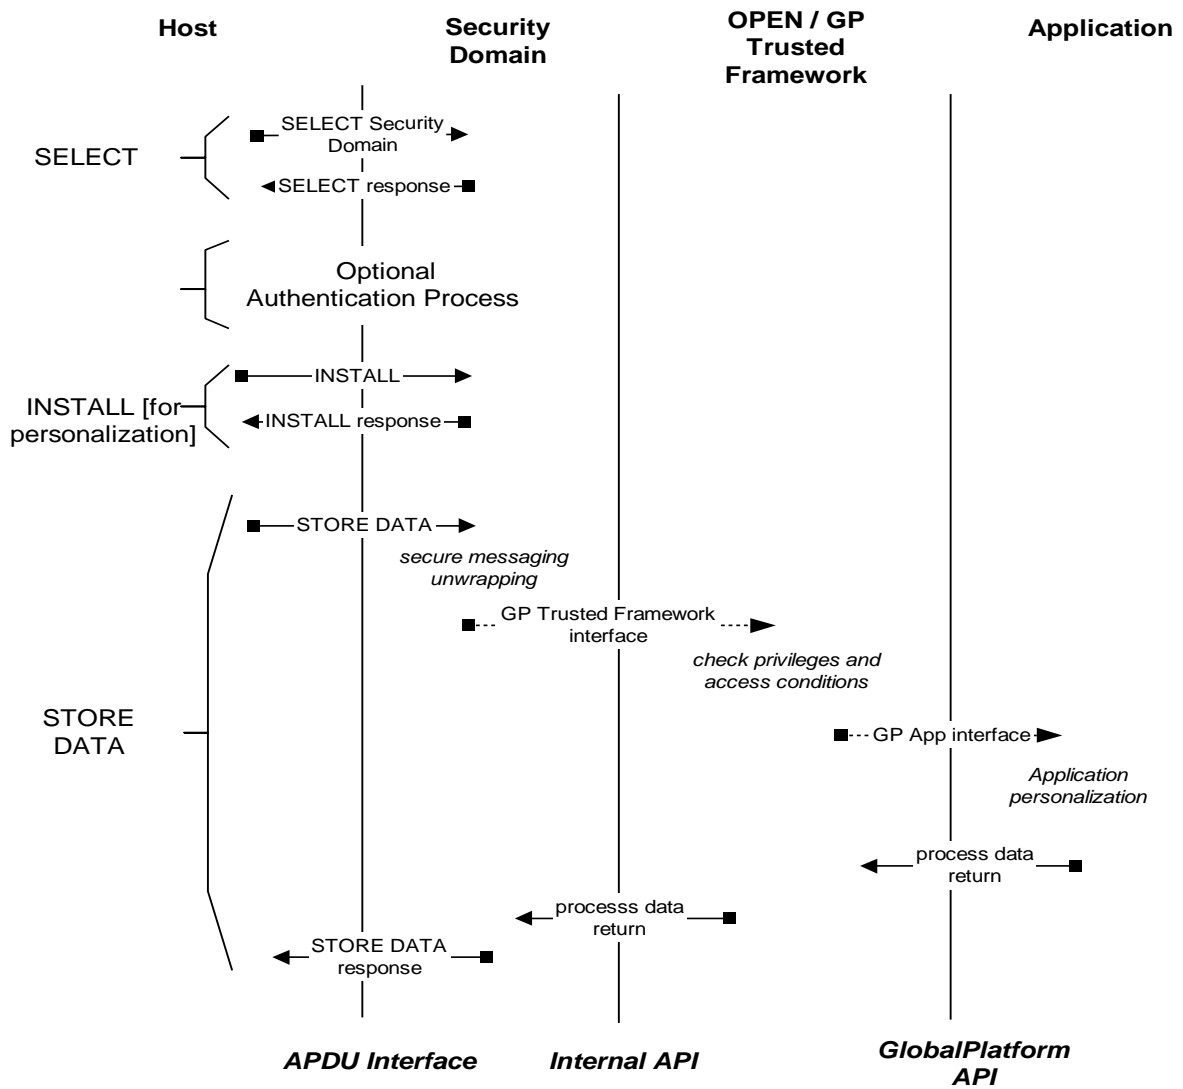 Host
Security
Domain
OPEN / GP
Trusted
Framework
Application
SELECT
SELECT Security
Domain
SELECT response
Optional
Authentication Process
INSTALL [for
personalization]
INSTALL
INSTALL response
STORE DATA
secure messaging
unwrapping
GP Trusted Framework
interface
check privileges and
access conditions
STORE
DATA
GP App interface
Application
personalization
process data
return
processs data
return
STORE DATA
response
APDU Interface
Internal API
GlobalPlatform
API